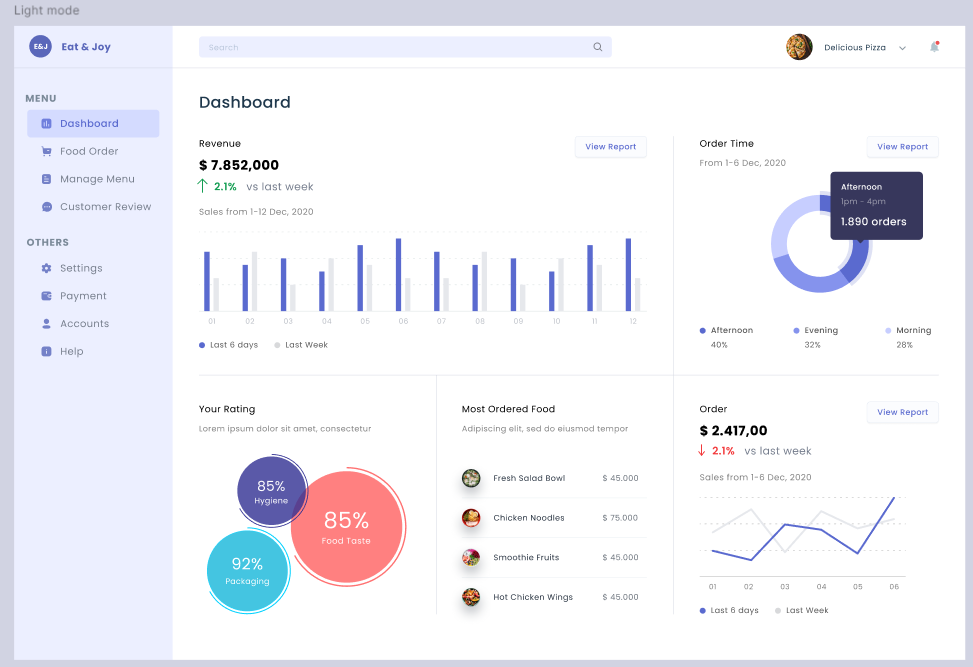 Light mode
E&J
Eat & Joy
Search
Delicious Pizza
MENU
Dashboard
Food Order
Manage Menu
Customer Review
OTHERS
Settings
Payment
Accounts
Help
Dashboard
Revenue
View Report
$ 7.852,000
2.1% vs last week
Sales from 1-12 Dec, 2020
01 02 03 04 05 06 07 08 09 10 11 12
Last 6 days Last Week
Order Time
View Report
From 1-6 Dec, 2020
Afternoon
1pm - 4pm
1.890 orders
Afternoon Evening Morning
40% 32% 28%
Your Rating
Lorem ipsum dolor sit amet, consectetur
85%
Hygiene
85%
Food Taste
92%
Packaging
Most Ordered Food
Adipiscing elit, sed do eiusmod tempor
Fresh Salad Bowl $ 45.000
Chicken Noodles $ 75.000
Smoothie Fruits $ 45.000
Hot Chicken Wings $ 45.000
Order
View Report
$ 2.417,00
2.1% vs last week
Sales from 1-6 Dec, 2020
01 02 03 04 05 06
Last 6 days Last Week